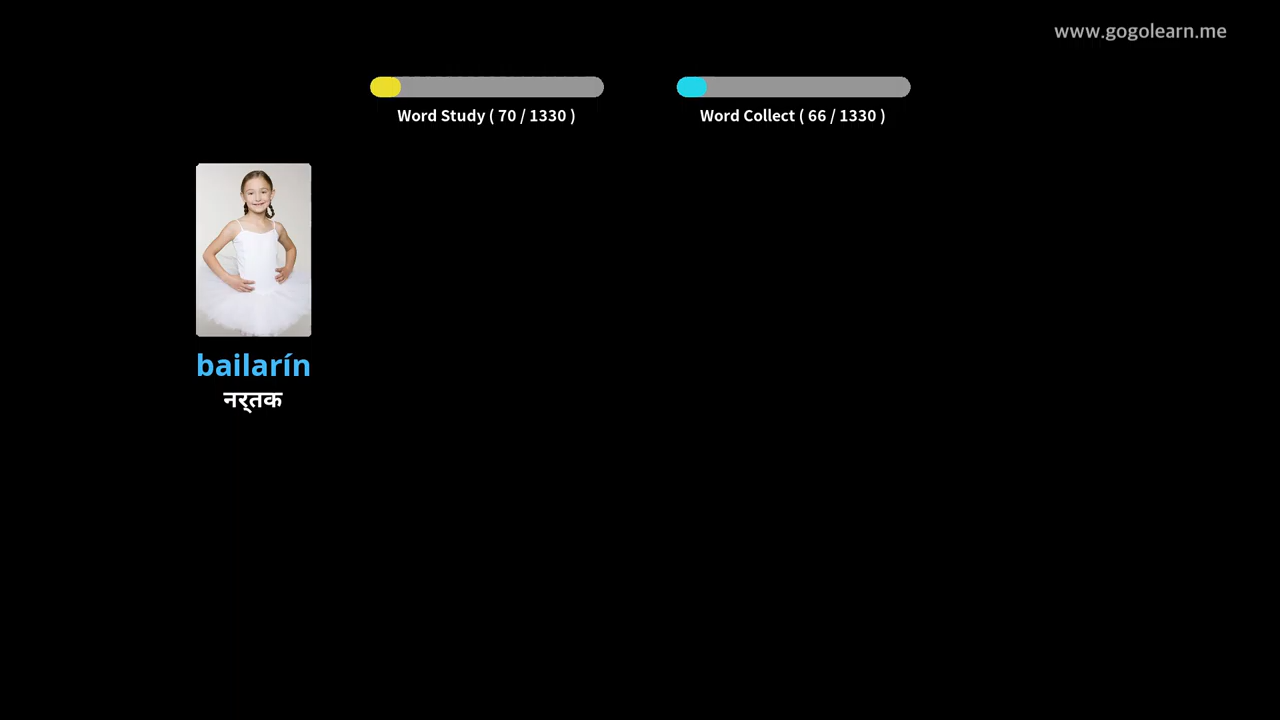 www.gogolearn.me
Word Study ( 70 / 1330 )
Word Collect ( 66 / 1330 )
bailarín
नर्तक